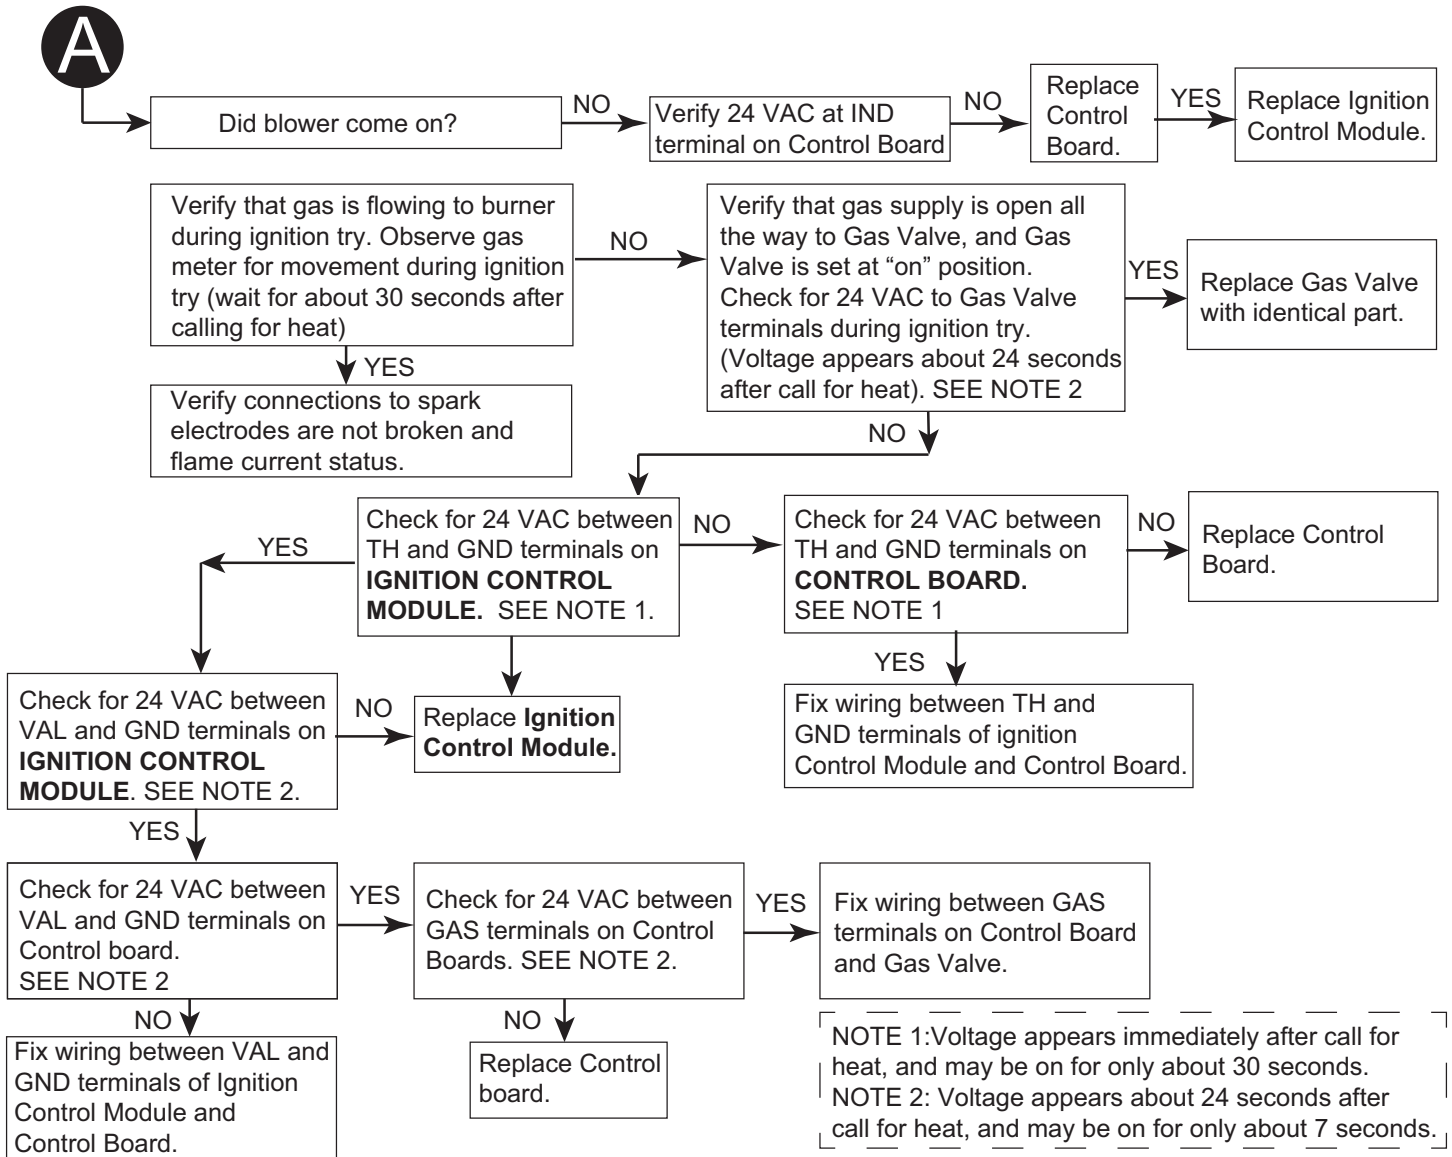 A
Did blower come on?
NO
Verify 24 VAC at IND
terminal on Control Board
NO
Replace
Control
Board.
YES
Replace Ignition
Control Module.
Verify that gas is flowing to burner
during ignition try. Observe gas
meter for movement during ignition
try (wait for about 30 seconds after
calling for heat)
NO
Verify that gas supply is open all
the way to Gas Valve, and Gas
Valve is set at “on” position.
Check for 24 VAC to Gas Valve
terminals during ignition try.
(Voltage appears about 24 seconds
after call for heat). SEE NOTE 2
YES
Replace Gas Valve
with identical part.
YES
Verify connections to spark
electrodes are not broken and
flame current status.
NO
Check for 24 VAC between
TH and GND terminals on
IGNITION CONTROL
MODULE. SEE NOTE 1.
NO
Check for 24 VAC between
TH and GND terminals on
CONTROL BOARD.
SEE NOTE 1
NO
Replace Control
Board.
YES
YES
Fix wiring between TH and
GND terminals of ignition
Control Module and Control Board.
Check for 24 VAC between
VAL and GND terminals on
IGNITION CONTROL
MODULE. SEE NOTE 2.
NO
Replace Ignition
Control Module.
YES
Check for 24 VAC between
VAL and GND terminals on
Control board.
SEE NOTE 2
YES
Check for 24 VAC between
GAS terminals on Control
Boards. SEE NOTE 2.
YES
Fix wiring between GAS
terminals on Control Board
and Gas Valve.
NO
Fix wiring between VAL and
GND terminals of Ignition
Control Module and
Control Board.
NO
Replace Control
board.
NOTE 1:Voltage appears immediately after call for
heat, and may be on for only about 30 seconds.
NOTE 2: Voltage appears about 24 seconds after
call for heat, and may be on for only about 7 seconds.